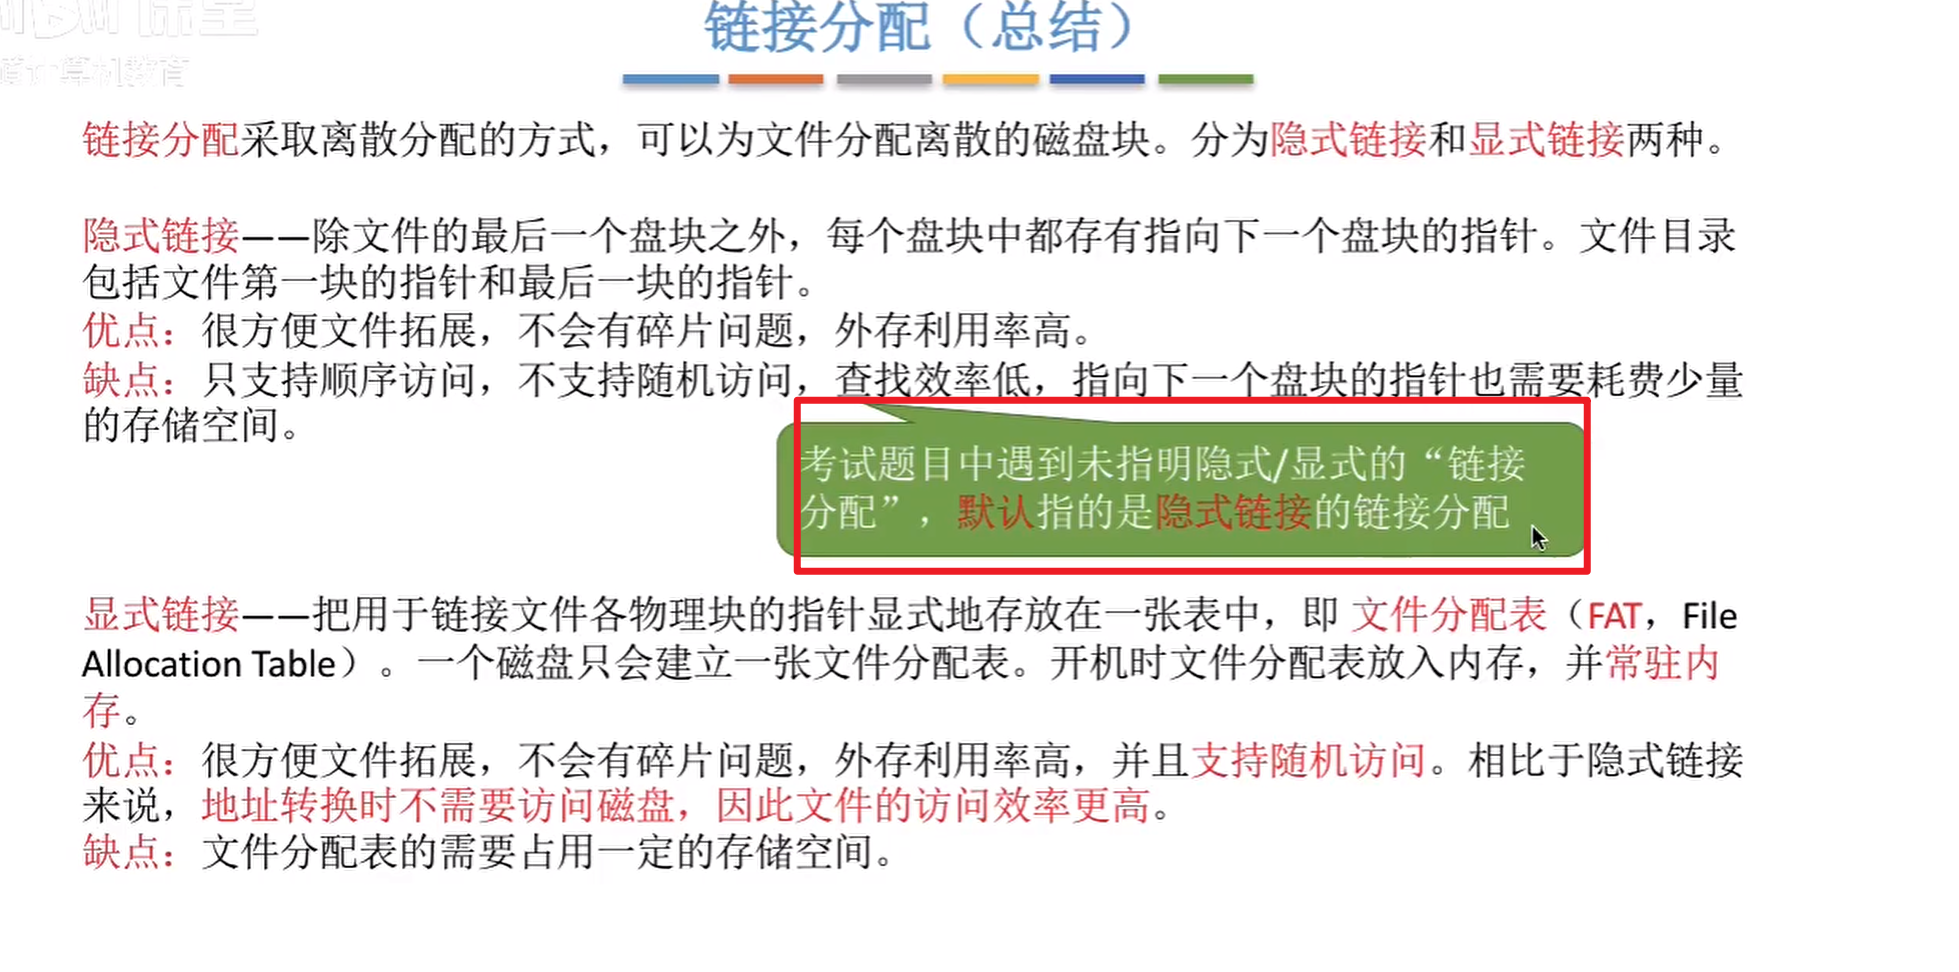 课堂
计算机教育
链接分配（总结）
链接分配采取离散分配的方式，可以为文件分配离散的磁盘块。分为隐式链接和显式链接两种。
隐式链接——除文件的最后一个盘块之外，每个盘块中都存有指向下一个盘块的指针。文件目录
包括文件第一块的指针和最后一块的指针。
优点：很方便文件拓展，不会有碎片问题，外存利用率高。
缺点：只支持顺序访问，不支持随机访问，查找效率低，指向下一个盘块的指针也需要耗费少量
的存储空间。
考试题目中遇到未指明隐式/显式的“链接
分配”，默认指的是隐式链接的链接分配
显式链接——把用于链接文件各物理块的指针显式地存放在一张表中，即 文件分配表（FAT，File
Allocation Table）。一个磁盘只会建立一张文件分配表。开机时文件分配表放入内存，并常驻内
存。
优点：很方便文件拓展，不会有碎片问题，外存利用率高，并且支持随机访问。相比于隐式链接
来说，地址转换时不需要访问磁盘，因此文件的访问效率更高。
缺点：文件分配表的需要占用一定的存储空间。